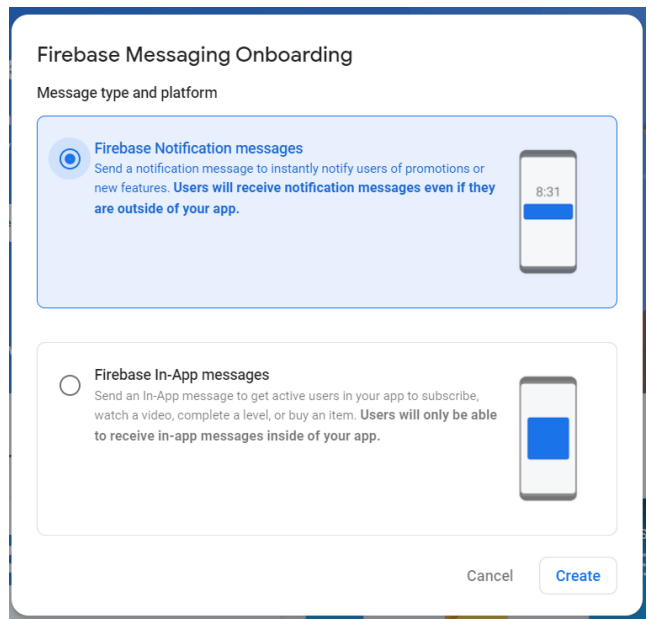 Firebase Messaging Onboarding
Message type and platform
Firebase Notification messages
Send a notification message to instantly notify users of promotions or
new features. Users will receive notification messages even if they
are outside of your app.
8:31
Firebase In-App messages
Send an In-App message to get active users in your app to subscribe,
watch a video, complete a level, or buy an item. Users will only be able
to receive in-app messages inside of your app.
Cancel
Create